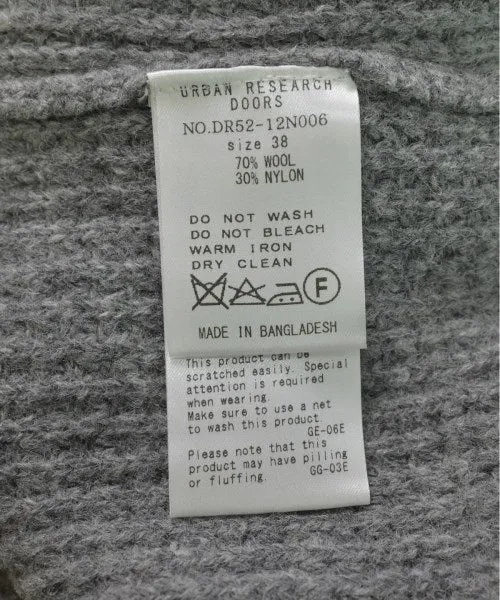 URBAN RESEARCH
DOORS
NO.DR52-12N006
size 38
70% WOOL
30% NYLON
DO NOT WASH
DO NOT BLEACH
WARM IRON
DRY CLEAN
F
MADE IN BANGLADESH
This product can be
scratched easily. Special
attention is required
when wearing.
Make sure to use a net
to wash this product.
GE-06E
Please note that this
product may have pilling
or fluffing.
GG-03E